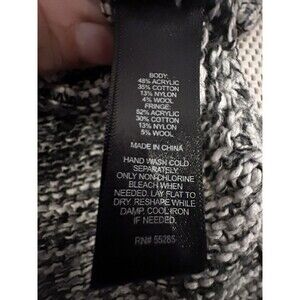 BODY:
48% ACRYLIC
35% COTTON
13% NYLON
4% WOOL
FRINGE:
52% ACRYLIC
30% COTTON
13% NYLON
5% WOOL
MADE IN CHINA
HAND WASH COLD
SEPARATELY.
ONLY NON-CHLORINE
BLEACH WHEN
NEEDED. LAY FLAT TO
DRY. RESHAPE WHILE
DAMP. COOL IRON
IF NEEDED.
RN# 55285